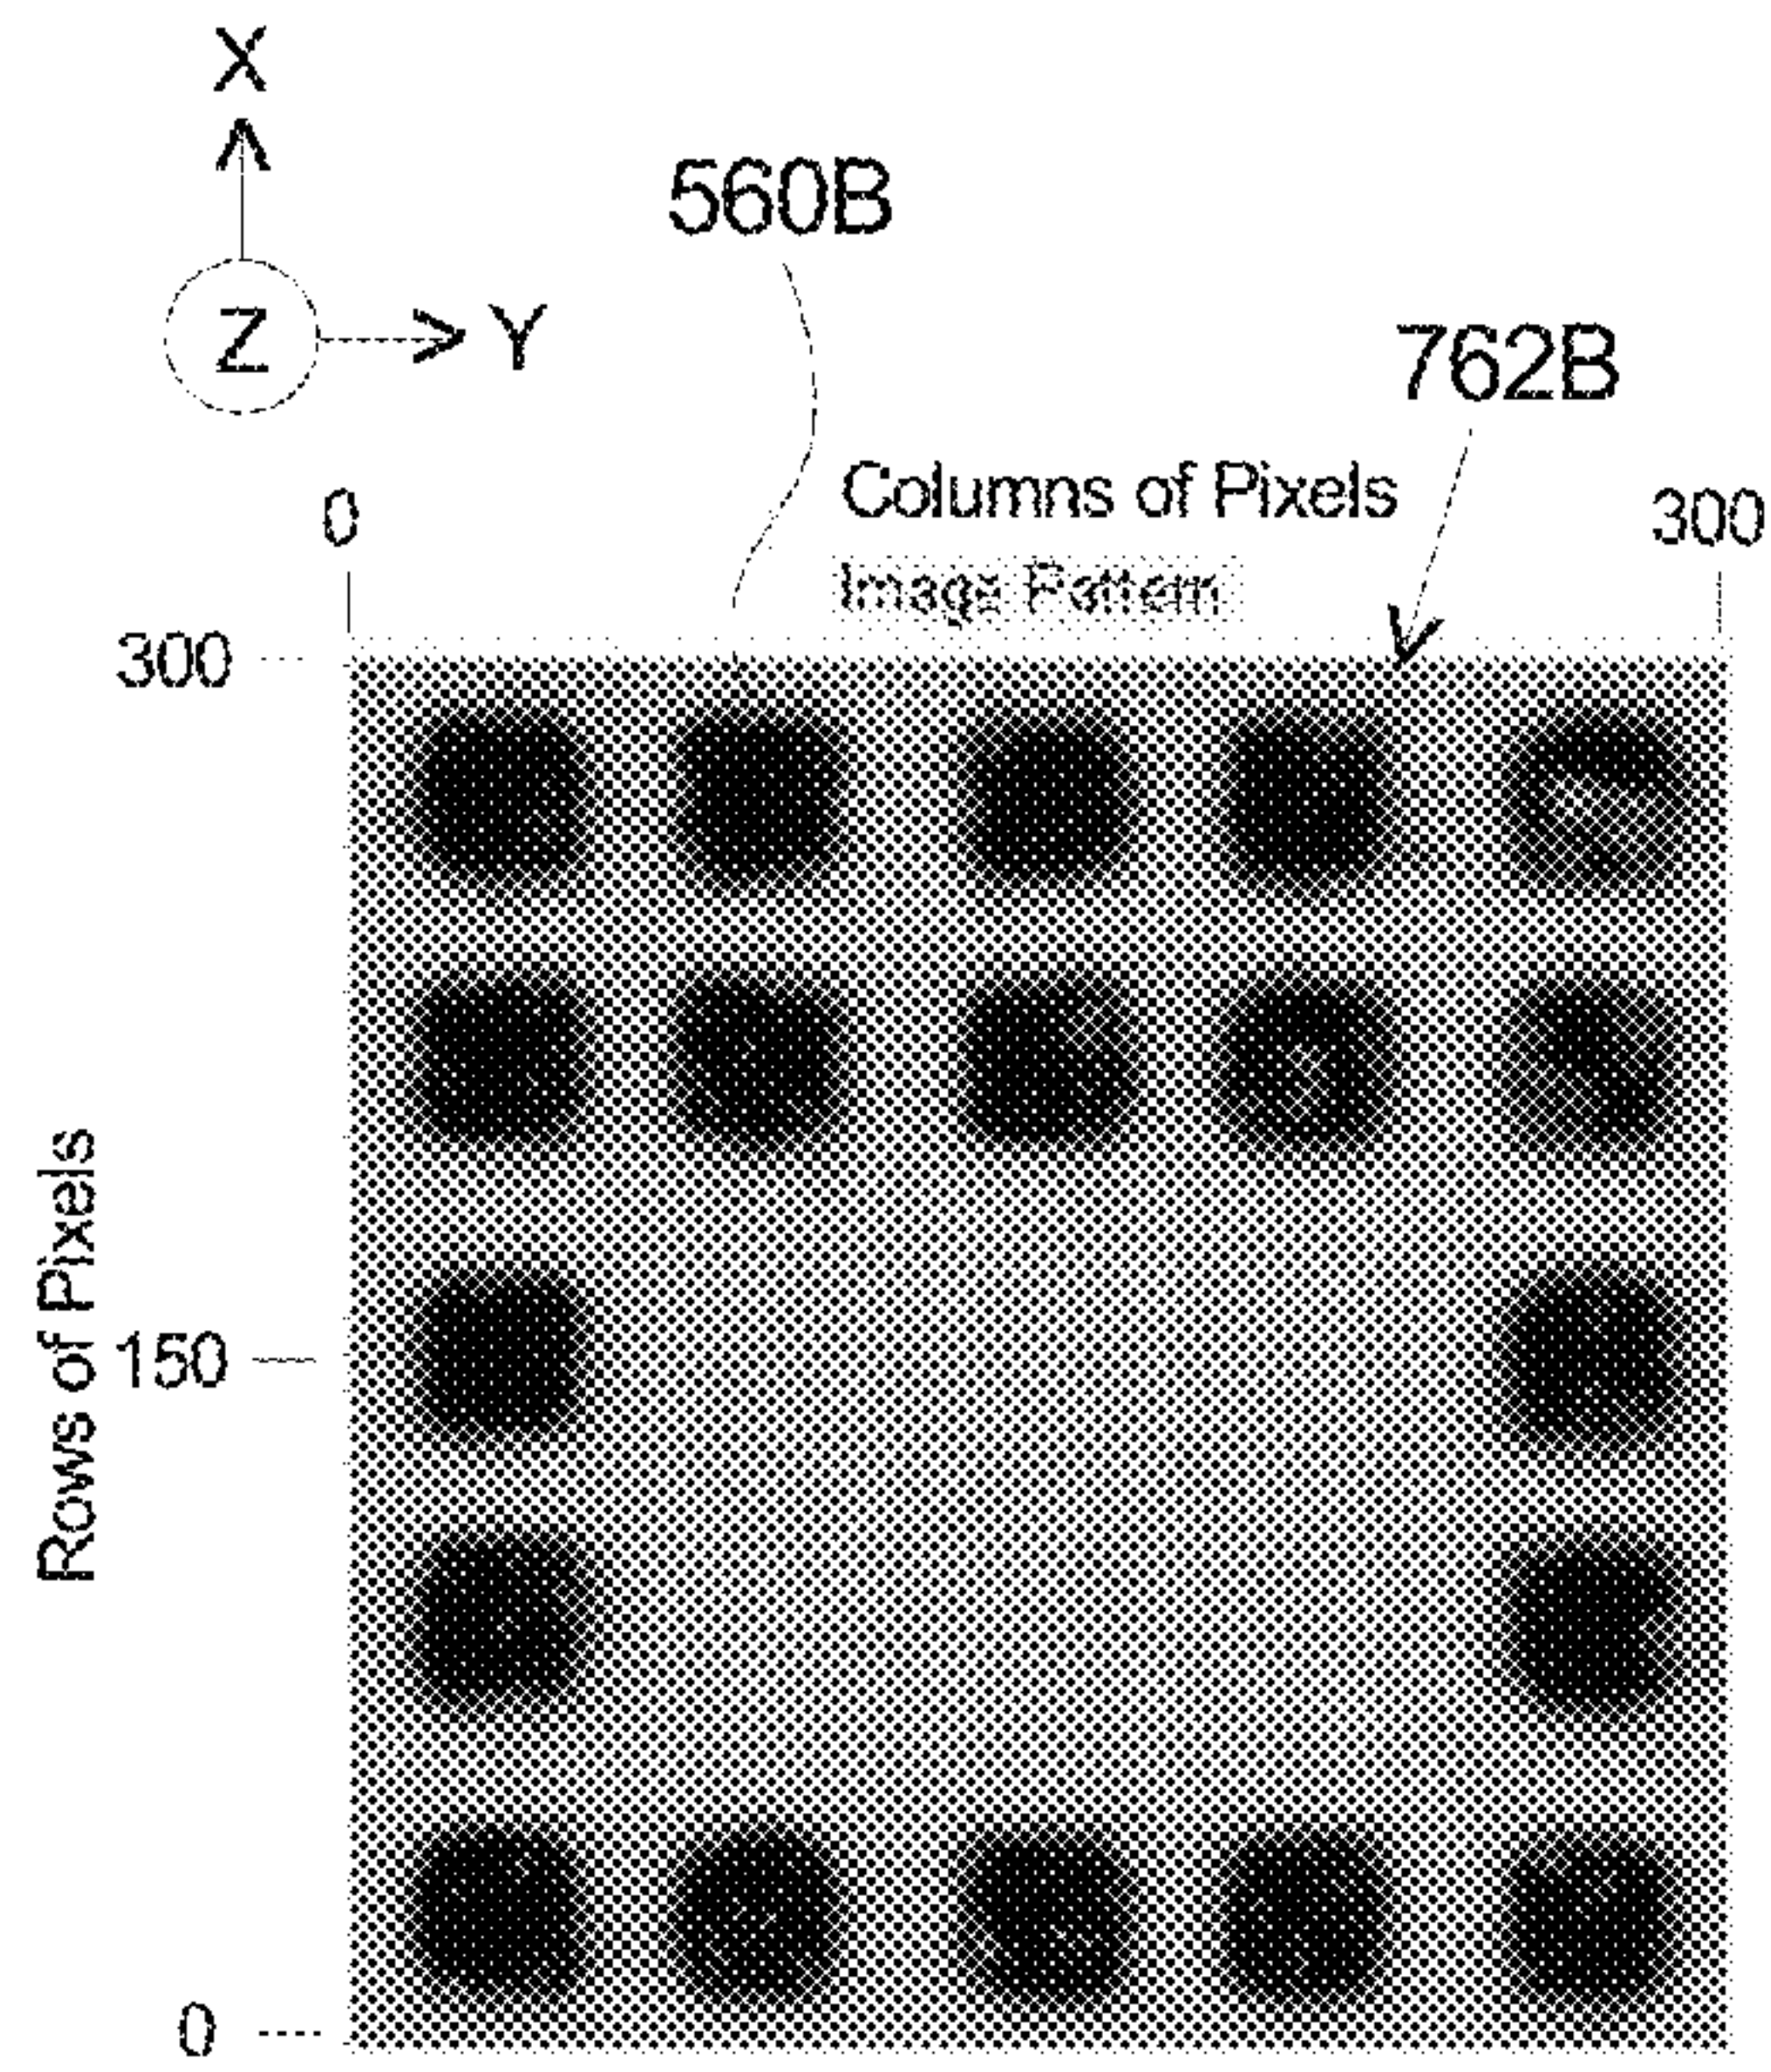 X
560B
Z
Y
762B
Columns of Pixels
0
300
Image Pattern
300
Rows of Pixels
150
0